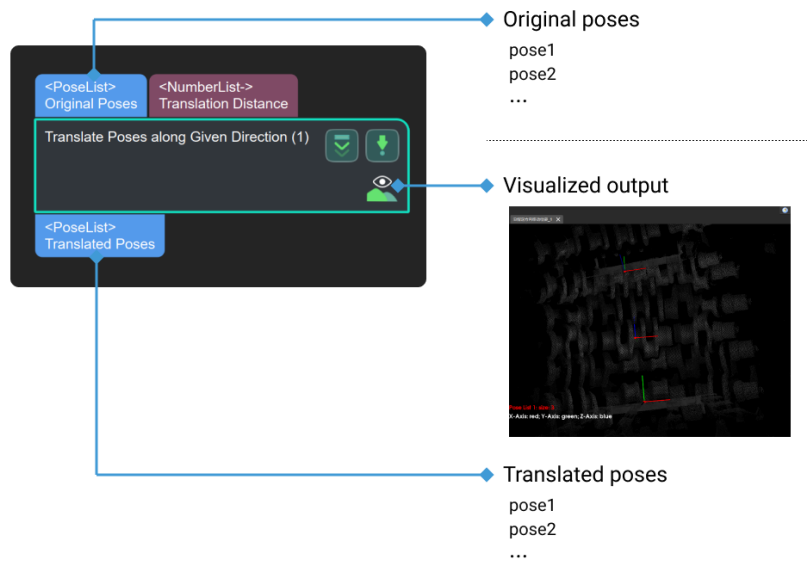 Original poses
pose1
pose2
...
<PoseList>
Original Poses
<NumberList->
Translation Distance
Translate Poses along Given Direction (1)
Visualized output
X-Axis: red; Y-Axis: green; Z-Axis: blue
<PoseList>
Translated Poses
Translated poses
pose1
pose2
...